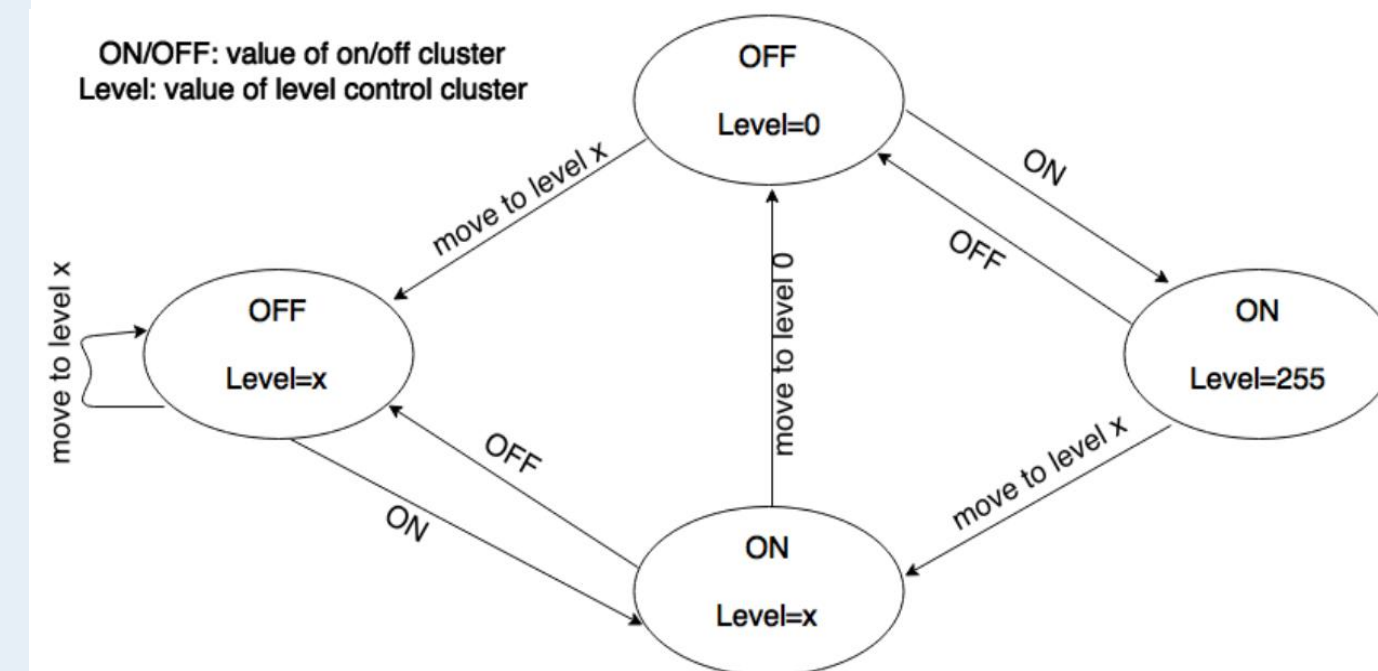 ON/OFF: value of on/off cluster
Level: value of level control cluster
OFF
Level=0
move to level x
ON
OFF
move to level x
OFF
Level=x
move to level 0
ON
Level=255
OFF
ON
move to level x
ON
Level=x